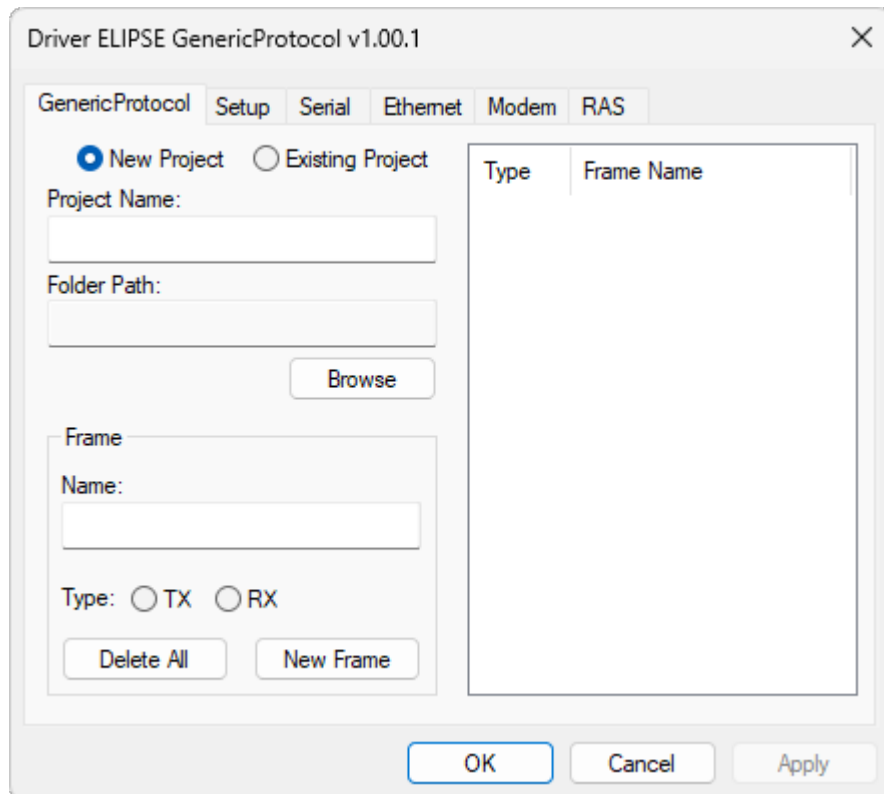 Driver ELIPSE GenericProtocol v1.00.1
GenericProtocol Setup Serial Ethernet Modem RAS
New Project Existing Project
Project Name:
Folder Path:
Browse
Frame
Name:
Type: TX RX
Delete All New Frame
Type Frame Name
OK Cancel Apply